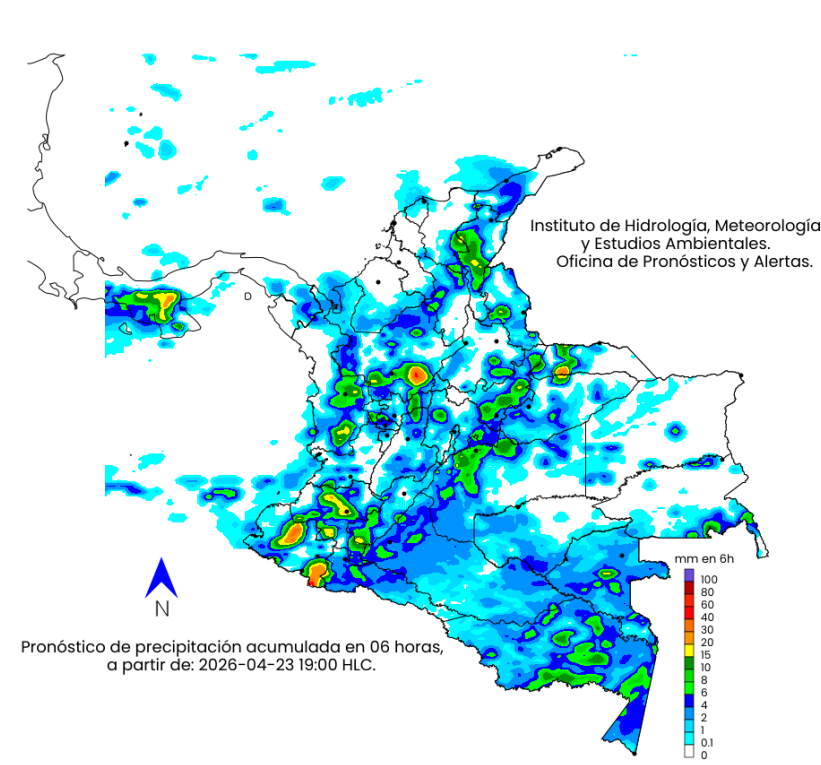 Instituto de Hidrología, Meteorología
y Estudios Ambientales.
Oficina de Pronósticos y Alertas.
mm en 6h
100
80
60
40
30
20
15
10
8
6
4
2
1
0.1
0
N
Pronóstico de precipitación acumulada en 06 horas,
a partir de: 2026-04-23 19:00 HLC.